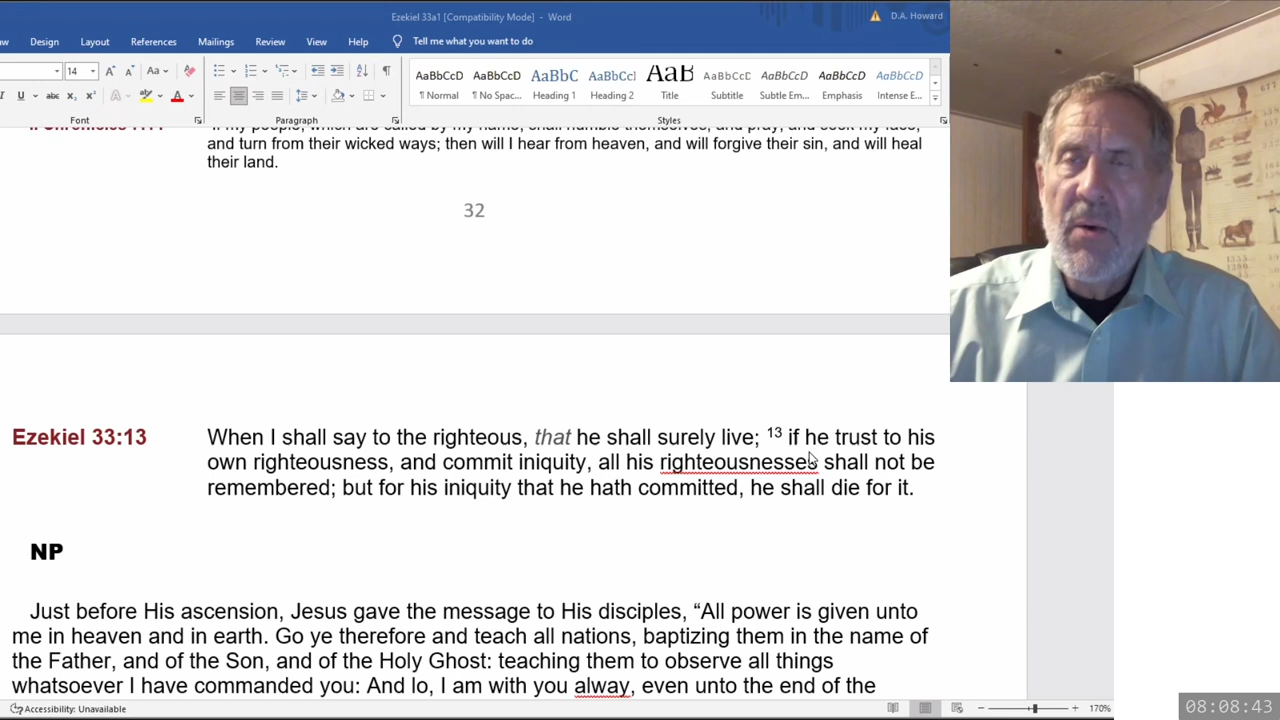 Ezekiel 33a1 [Compatibility Mode] - Word
D.A. Howard
Design Layout References Mailings Review View Help Tell me what you want to do
14
Aa
AaBbCcD AaBbCcD AaBbC AaBbCcI AaB AaBbCcD AaBbCcD AaBbCcD AaBbCcD
¶ Normal ¶ No Spac... Heading 1 Heading 2 Title Subtitle Subtle Em... Emphasis Intense E...
Font Paragraph Styles
and turn from their wicked ways; then will I hear from heaven, and will forgive their sin, and will heal
their land.
32
Ezekiel 33:13 When I shall say to the righteous, that he shall surely live; 13 if he trust to his
own righteousness, and commit iniquity, all his righteousnesses shall not be
remembered; but for his iniquity that he hath committed, he shall die for it.
NP
Just before His ascension, Jesus gave the message to His disciples, “All power is given unto
me in heaven and in earth. Go ye therefore and teach all nations, baptizing them in the name of
the Father, and of the Son, and of the Holy Ghost: teaching them to observe all things
whatsoever I have commanded you: And lo, I am with you alway, even unto the end of the
Accessibility: Unavailable
170%
08:08:43